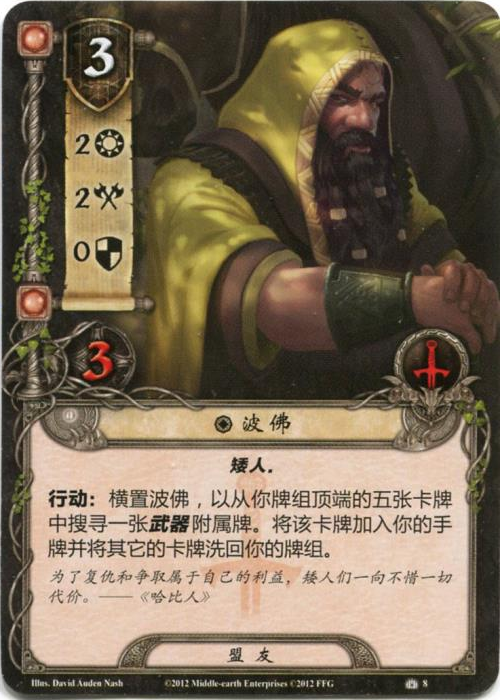 3
2
2
0
3
波佛
矮人.
行动：横置波佛，以从你牌组顶端的五张卡牌
中搜寻一张武器附属牌。将该卡牌加入你的手
牌并将其它的卡牌洗回你的牌组。
为了复仇和争取属于自己的利益，矮人们一向不惜一切
代价。——《哈比人》
盟友
Illus. David Auden Nash ©2012 Middle-earth Enterprises ©2012 FFG 8